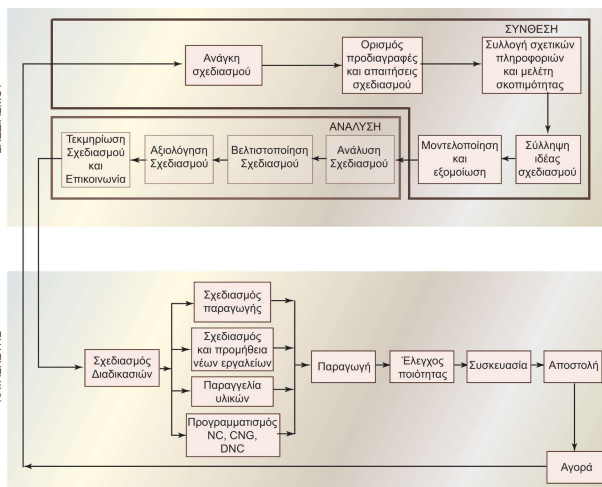 ΣΥΝΘΕΣΗ
Ανάγκη
σχεδιασμού
Ορισμός
προδιαγραφές
και απαιτήσεις
σχεδιασμού
Συλλογή σχετικών
πληροφοριών
και μελέτη
σκοπιμότητας
Σύλληψη
ιδέας
σχεδιασμού
Μοντελοποίηση
και
εξομοίωση
ΑΝΑΛΥΣΗ
Ανάλυση
Σχεδιασμού
Βελτιστοποίηση
Σχεδιασμού
Αξιολόγηση
Σχεδιασμού
Τεκμηρίωση
Σχεδιασμού
και
Επικοινωνία
Σχεδιασμός
Διαδικασιών
Σχεδιασμός
παραγωγής
Σχεδιασμός
και προμήθεια
νέων εργαλείων
Παραγγελία
υλικών
Προγραμματισμός
NC, CNG,
DNC
Παραγωγή
Έλεγχος
ποιότητας
Συσκευασία
Αποστολή
Αγορά